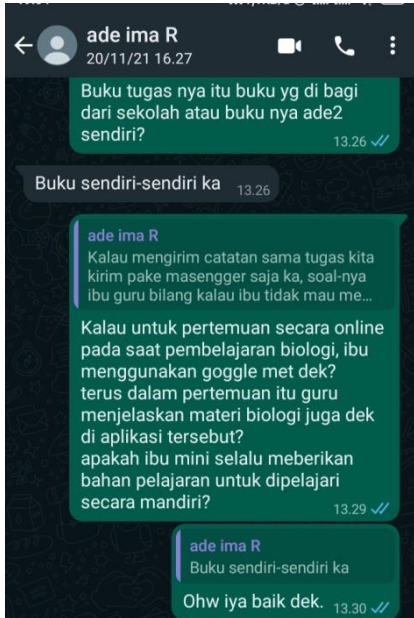 ade ima R
20/11/21 16.27
Buku tugas nya itu buku yg di bagi
dari sekolah atau buku nya ade2
sendiri?
13.26
Buku sendiri-sendiri ka 13.26
ade ima R
Kalau mengirim catatan sama tugas kita
kirim pake masengger saja ka, soal-nya
ibu guru bilang kalau ibu tidak mau me...
Kalau untuk pertemuan secara online
pada saat pembelajaran biologi, ibu
menggunakan goggle met dek?
terus dalam pertemuan itu guru
menjelaskan materi biologi juga dek
di aplikasi tersebut?
apakah ibu mini selalu meberikan
bahan pelajaran untuk dipelajari
secara mandiri?
13.29
ade ima R
Buku sendiri-sendiri ka
Ohw iya baik dek. 13.30